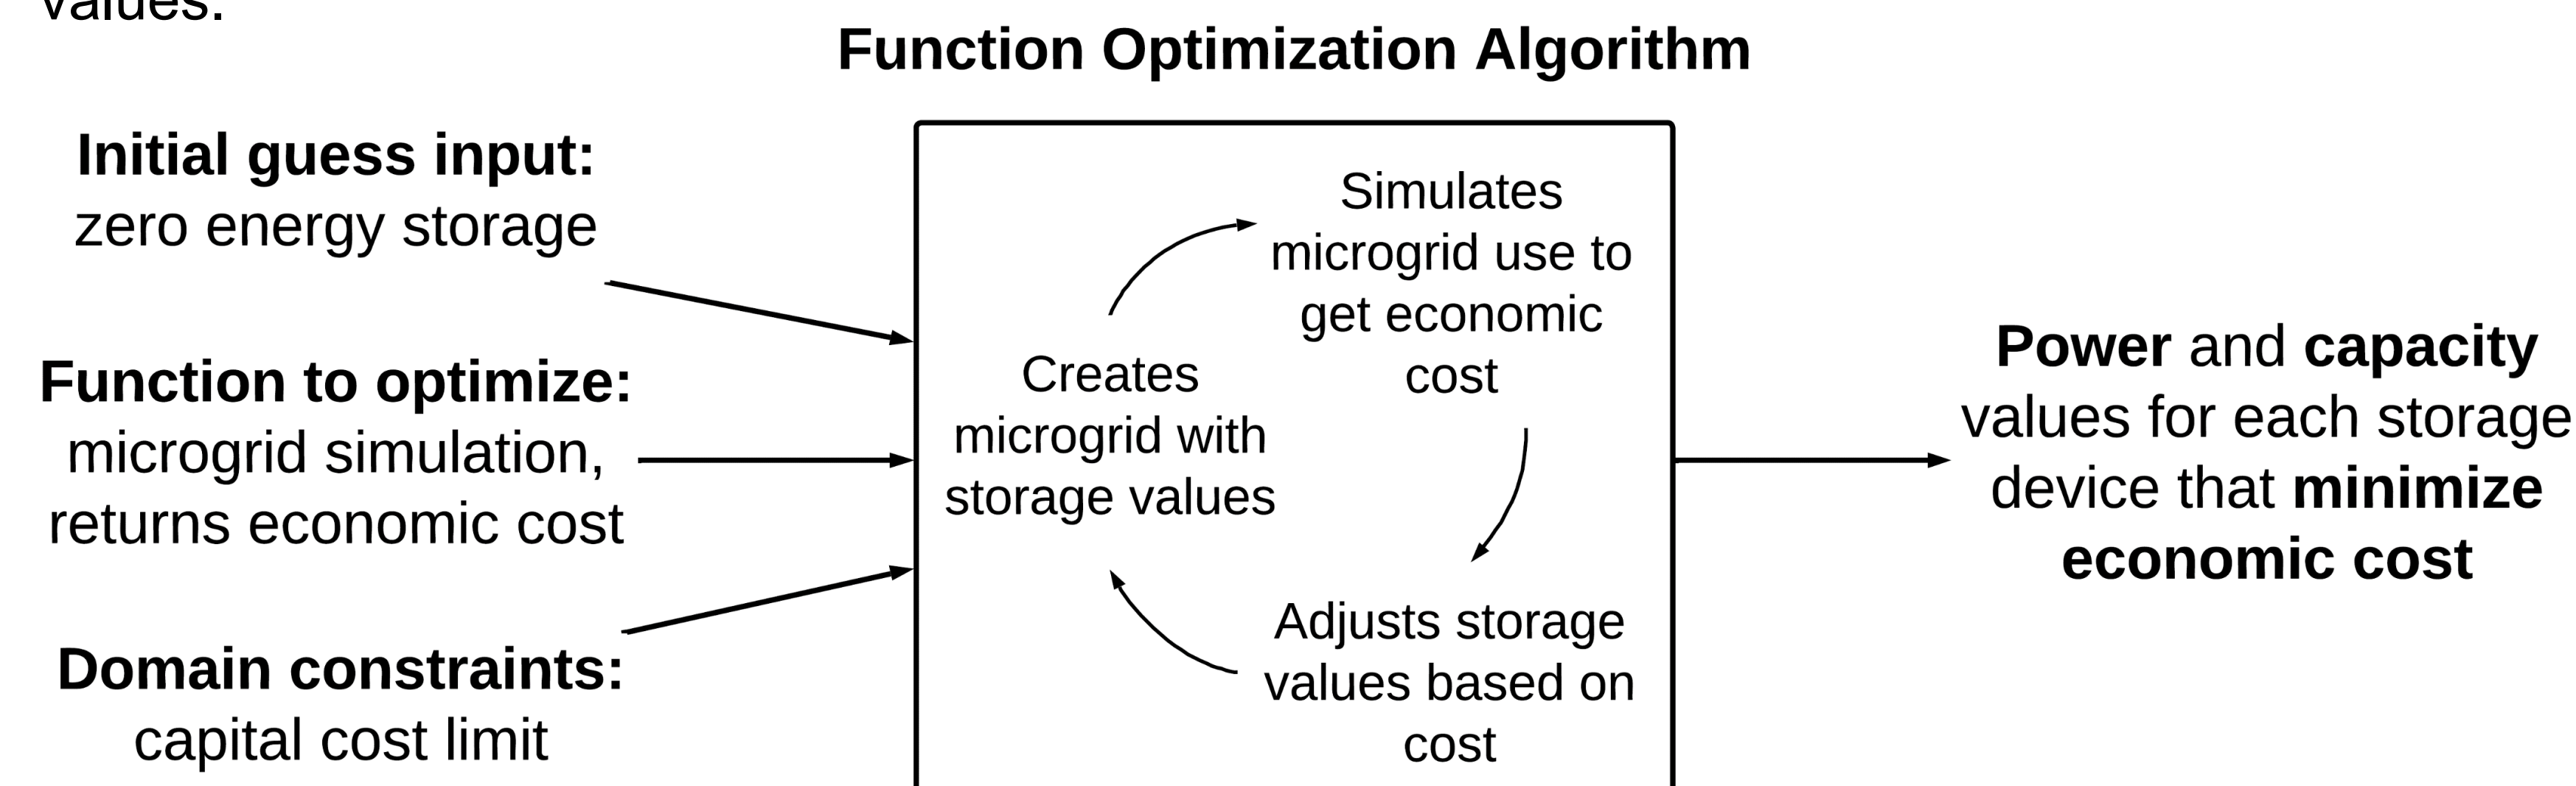 values.
Function Optimization Algorithm
Initial guess input:
zero energy storage
Function to optimize:
microgrid simulation,
returns economic cost
Domain constraints:
capital cost limit
Creates
microgrid with
storage values
Simulates
microgrid use to
get economic
cost
Adjusts storage
values based on
cost
Power and capacity
values for each storage
device that minimize
economic cost